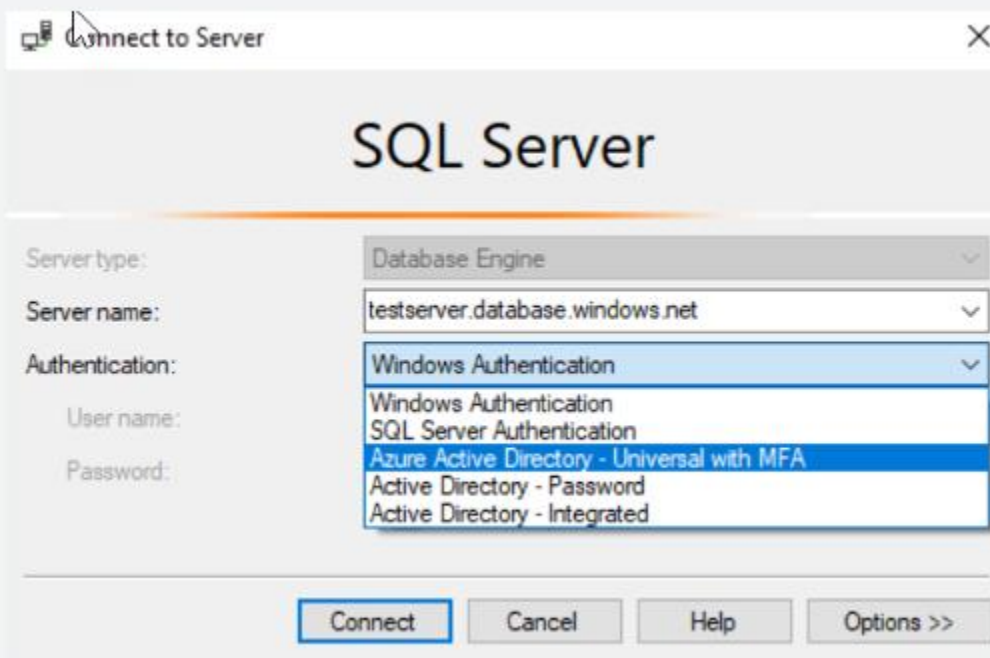 Connect to Server
SQL Server
Server type: Database Engine
Server name: testserver.database.windows.net
Authentication: Windows Authentication
Windows Authentication
User name:
SQL Server Authentication
Azure Active Directory - Universal with MFA
Password:
Active Directory - Password
Active Directory - Integrated
Connect Cancel Help Options >>